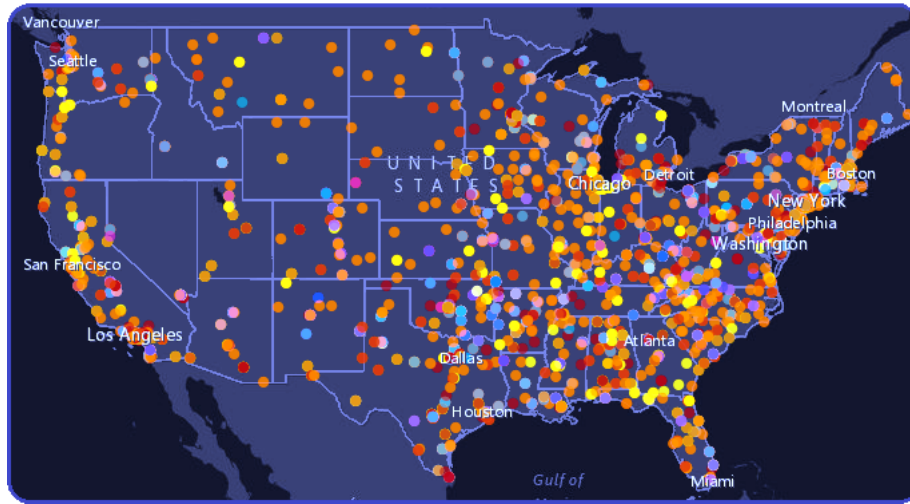 Vancouver
Seattle
Montreal
UNITED
STATES
Chicago
Detroit
Boston
New York
Philadelphia
Washington
San Francisco
Los Angeles
Atlanta
Dallas
Houston
Gulf of
Miami